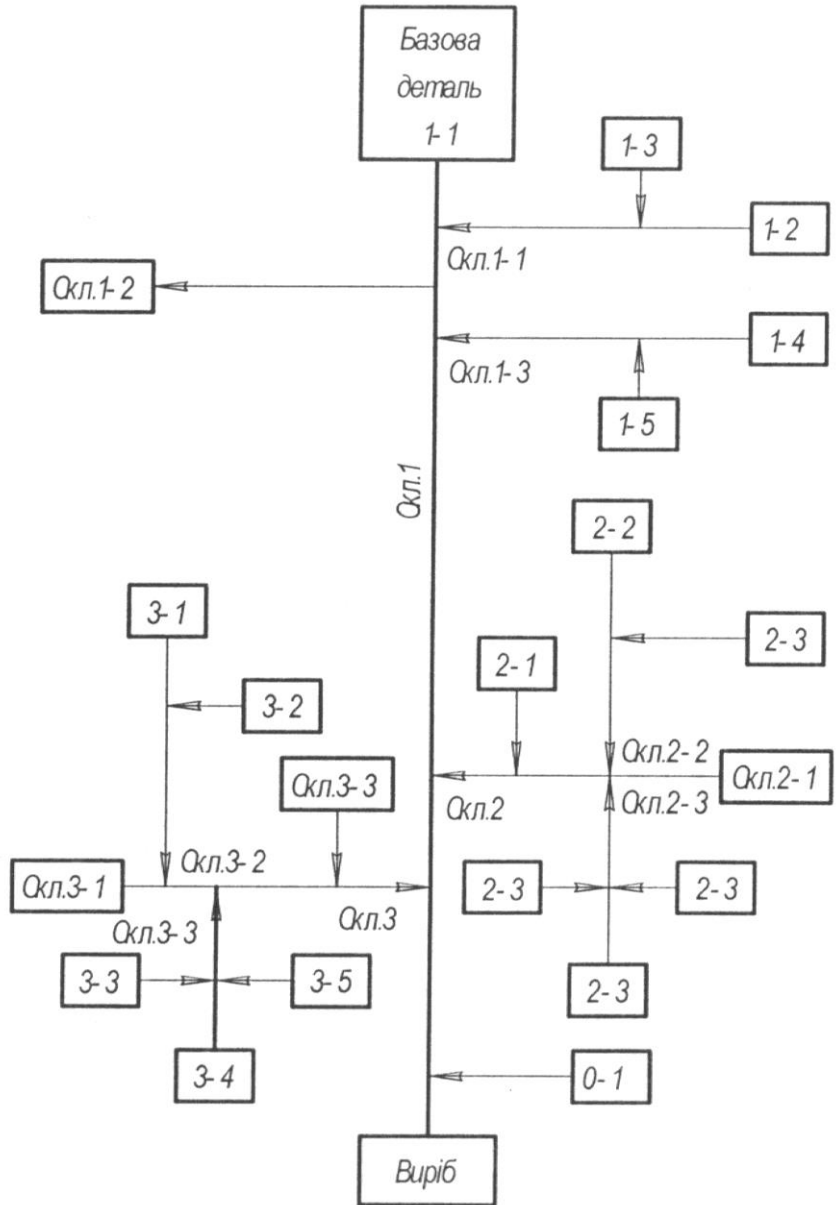 Базова
деталь
1-1
1-3
1-2
Скл.1-1
Скл.1-2
1-4
Скл.1-3
1-5
Скл.1
2-2
3-1
2-3
2-1
3-2
Скл.2-2
Скл.3-3
Скл.2-1
Скл.2
Скл.2-3
Скл.3-2
Скл.3-1
2-3
2-3
Скл.3-3
Скл.3
3-3
3-5
2-3
3-4
0-1
Виріб